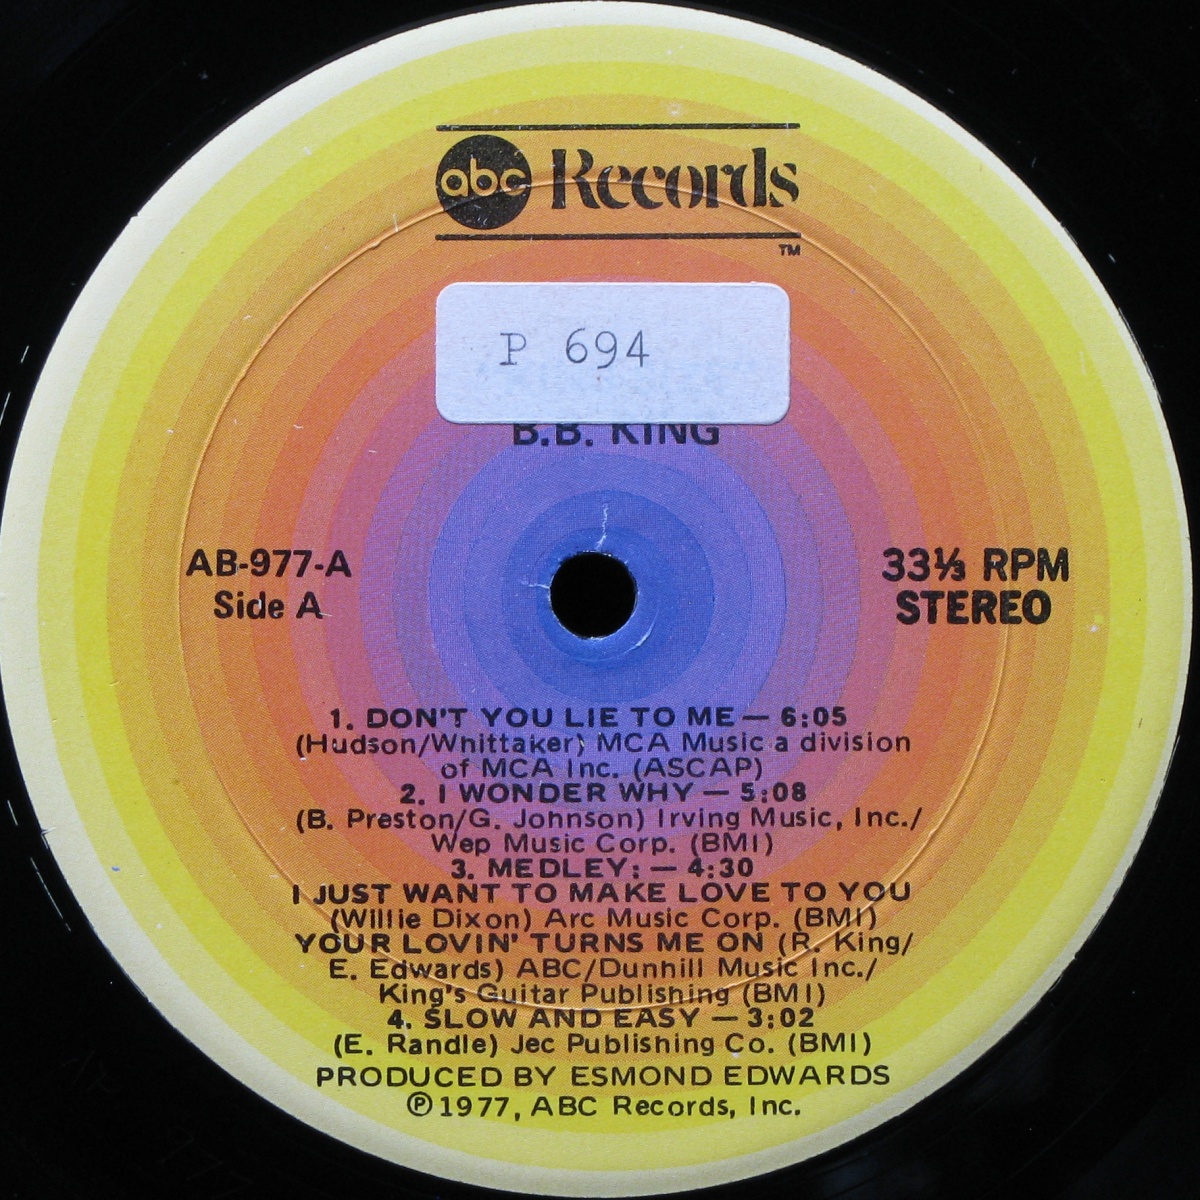 abc Records
TM
P 694
B.B. KING
AB-977-A
Side A
33⅓ RPM
STEREO
1. DON'T YOU LIE TO ME — 6:05
(Hudson/Whittaker) MCA Music a division
of MCA Inc. (ASCAP)
2. I WONDER WHY — 5:08
(B. Preston/G. Johnson) Irving Music, Inc./
Wep Music Corp. (BMI)
3. MEDLEY: — 4:30
I JUST WANT TO MAKE LOVE TO YOU
(Willie Dixon) Arc Music Corp. (BMI)
YOUR LOVIN' TURNS ME ON (R. King/
E. Edwards) ABC/Dunhill Music Inc./
King's Guitar Publishing (BMI)
4. SLOW AND EASY — 3:02
(E. Randle) Jec Publishing Co. (BMI)
PRODUCED BY ESMOND EDWARDS
℗1977, ABC Records, Inc.